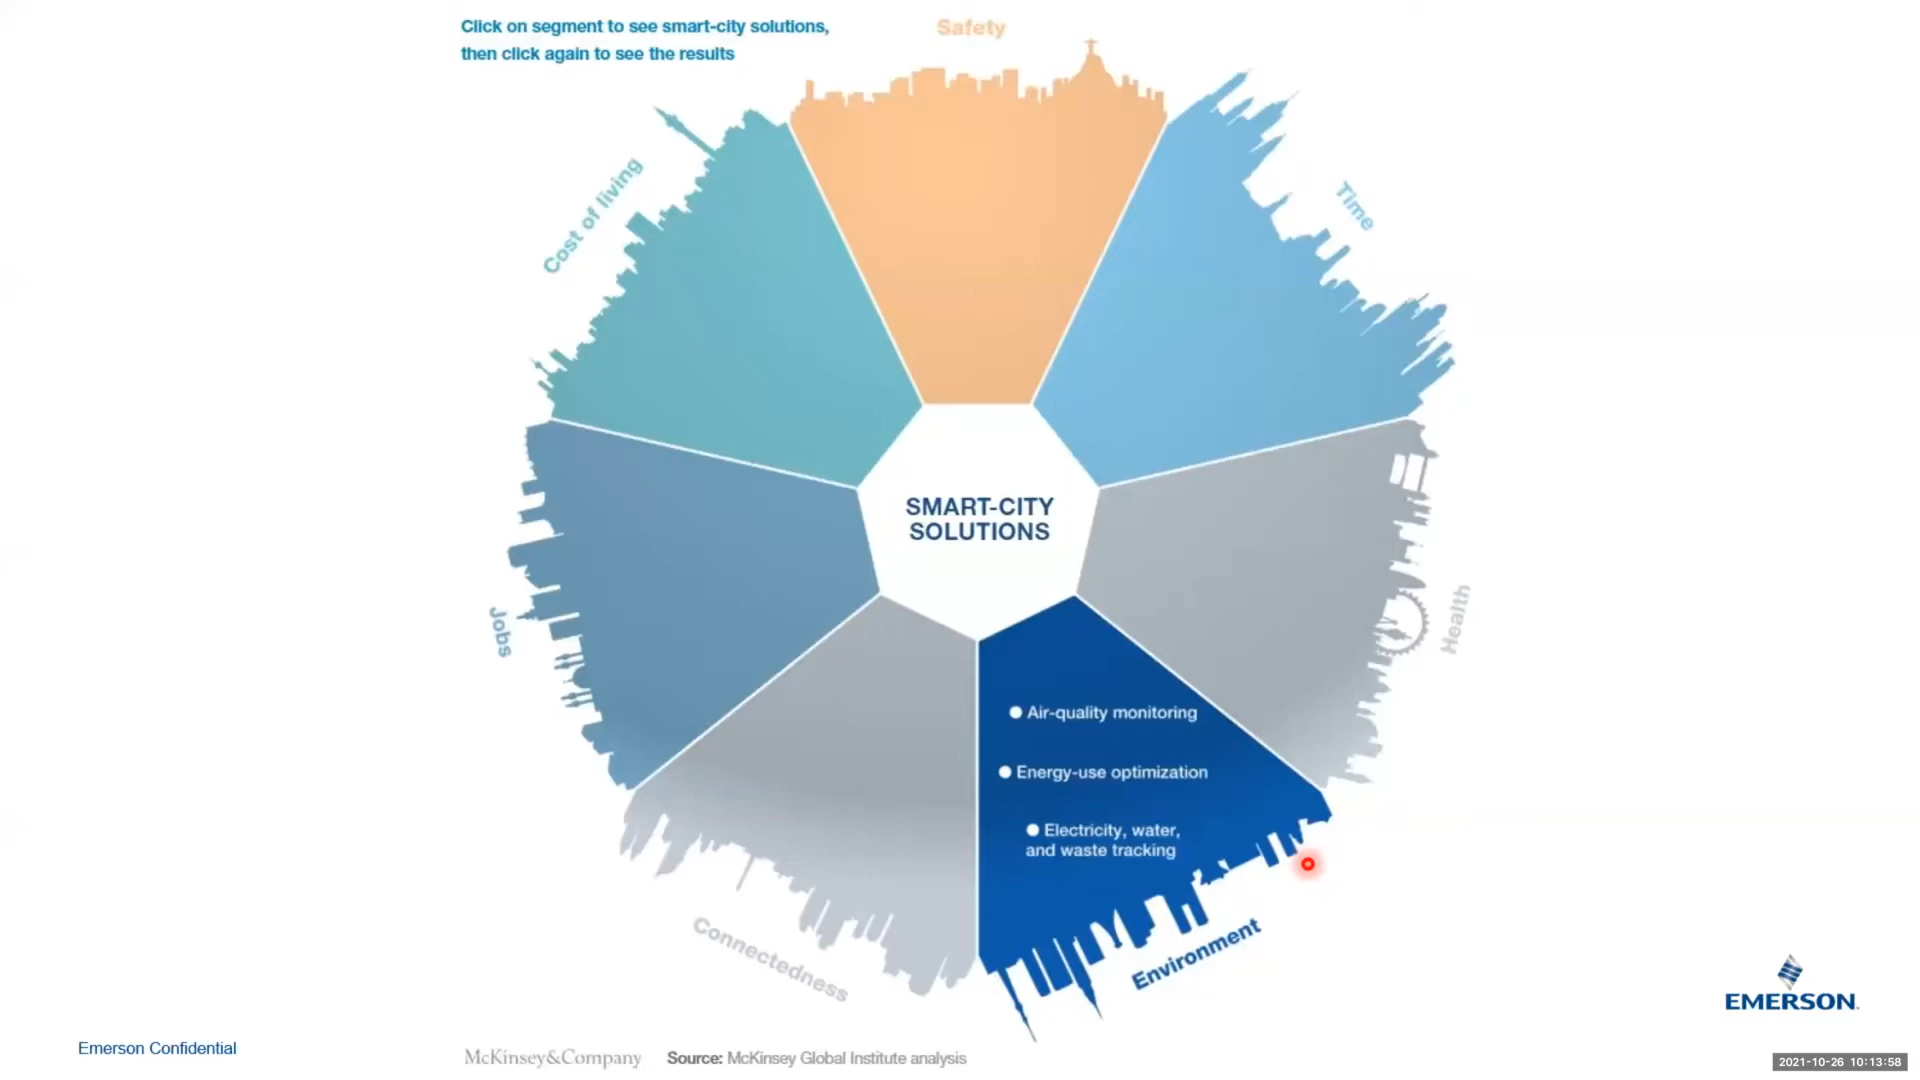 Click on segment to see smart-city solutions,
then click again to see the results
Safety
Time
Cost of living
SMART-CITY
SOLUTIONS
Health
Jobs
Air-quality monitoring
Energy-use optimization
Electricity, water,
and waste tracking
Connectedness
Environment
EMERSON
Emerson Confidential
McKinsey&Company
Source: McKinsey Global Institute analysis
2021-10-26 10:13:58